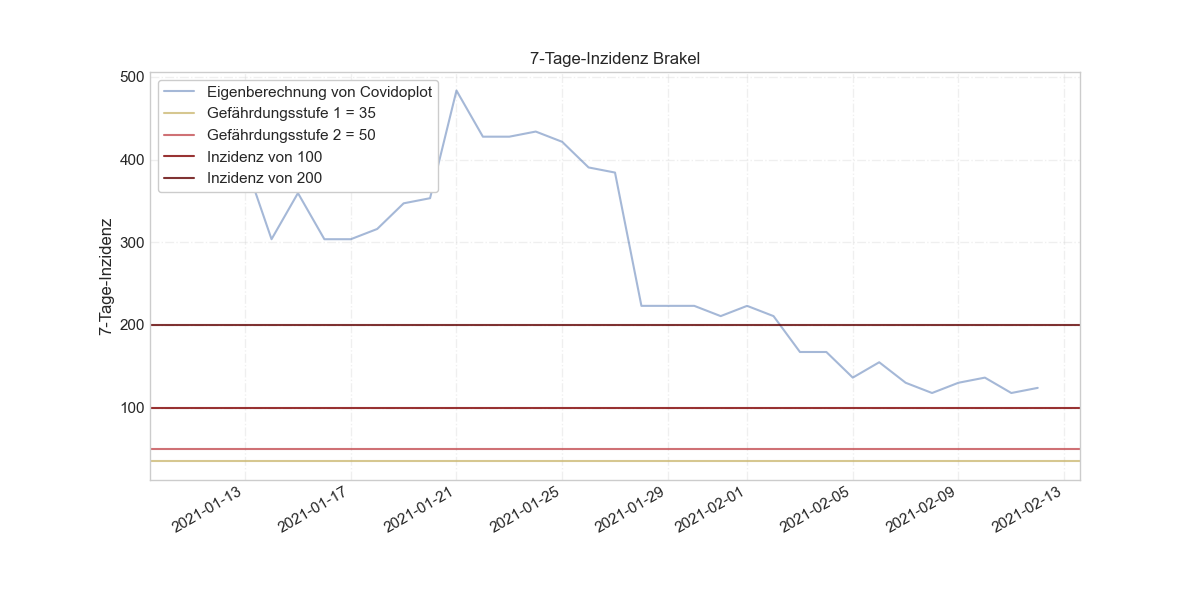 7-Tage-Inzidenz Brakel
500
400
300
200
100
7-Tage-Inzidenz
Eigenberechnung von Covidoplot
Gefährdungsstufe 1 = 35
Gefährdungsstufe 2 = 50
Inzidenz von 100
Inzidenz von 200
2021-01-13
2021-01-17
2021-01-21
2021-01-25
2021-01-29
2021-02-01
2021-02-05
2021-02-09
2021-02-13